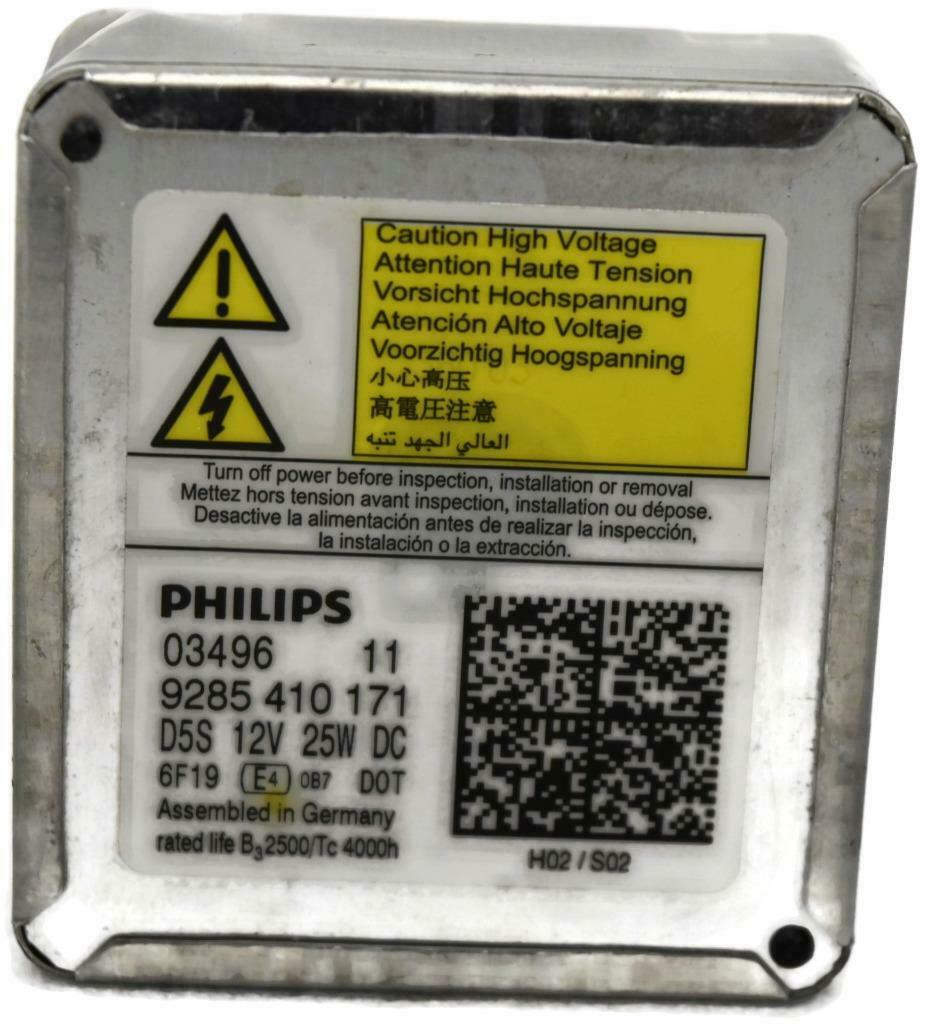 Caution High Voltage
Attention Haute Tension
Vorsicht Hochspannung
Atención Alto Voltaje
Voorzichtig Hoogspanning
小心高压
高電圧注意
العالي الجهد تنبه
Turn off power before inspection, installation or removal
Mettez hors tension avant inspection, installation ou dépose.
Desactive la alimentación antes de realizar la inspección,
la instalación o la extracción.
PHILIPS
03496 11
9285 410 171
D5S 12V 25W DC
6F19 E4 0B7 DOT
Assembled in Germany
rated life B3 2500/Tc 4000h
H02 / S02